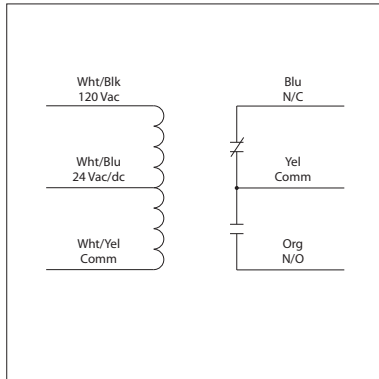 Wht/Blk
120 Vac
Wht/Blu
24 Vac/dc
Wht/Yel
Comm
Blu
N/C
Yel
Comm
Org
N/O